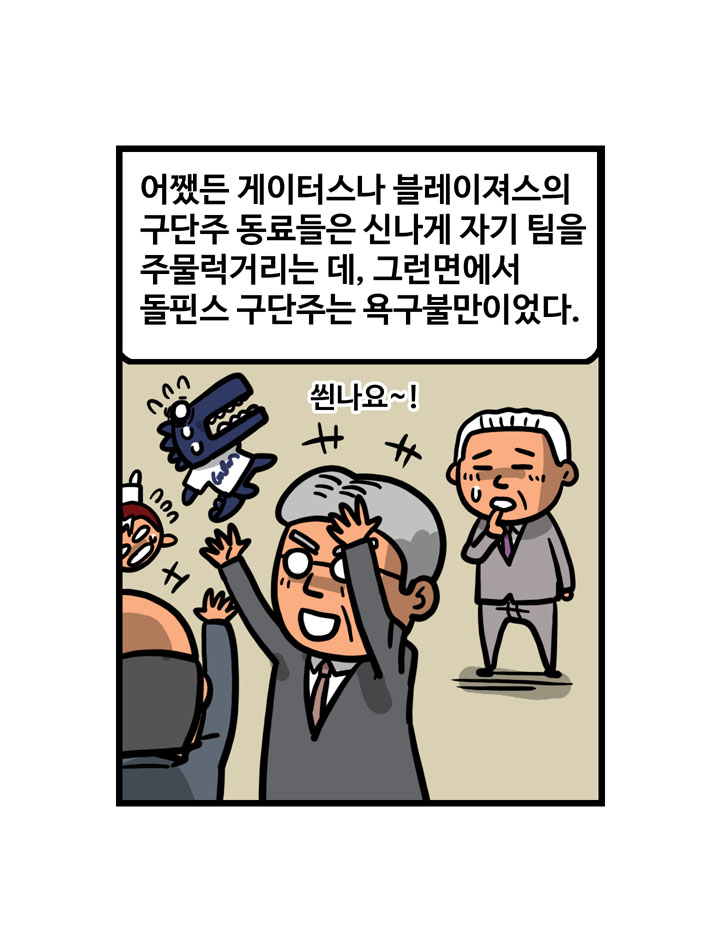 어쨌든 게이터스나 블레이져스의
구단주 동료들은 신나게 자기 팀을
주물럭거리는 데, 그런면에서
돌핀스 구단주는 욕구불만이었다.
씐나요~!